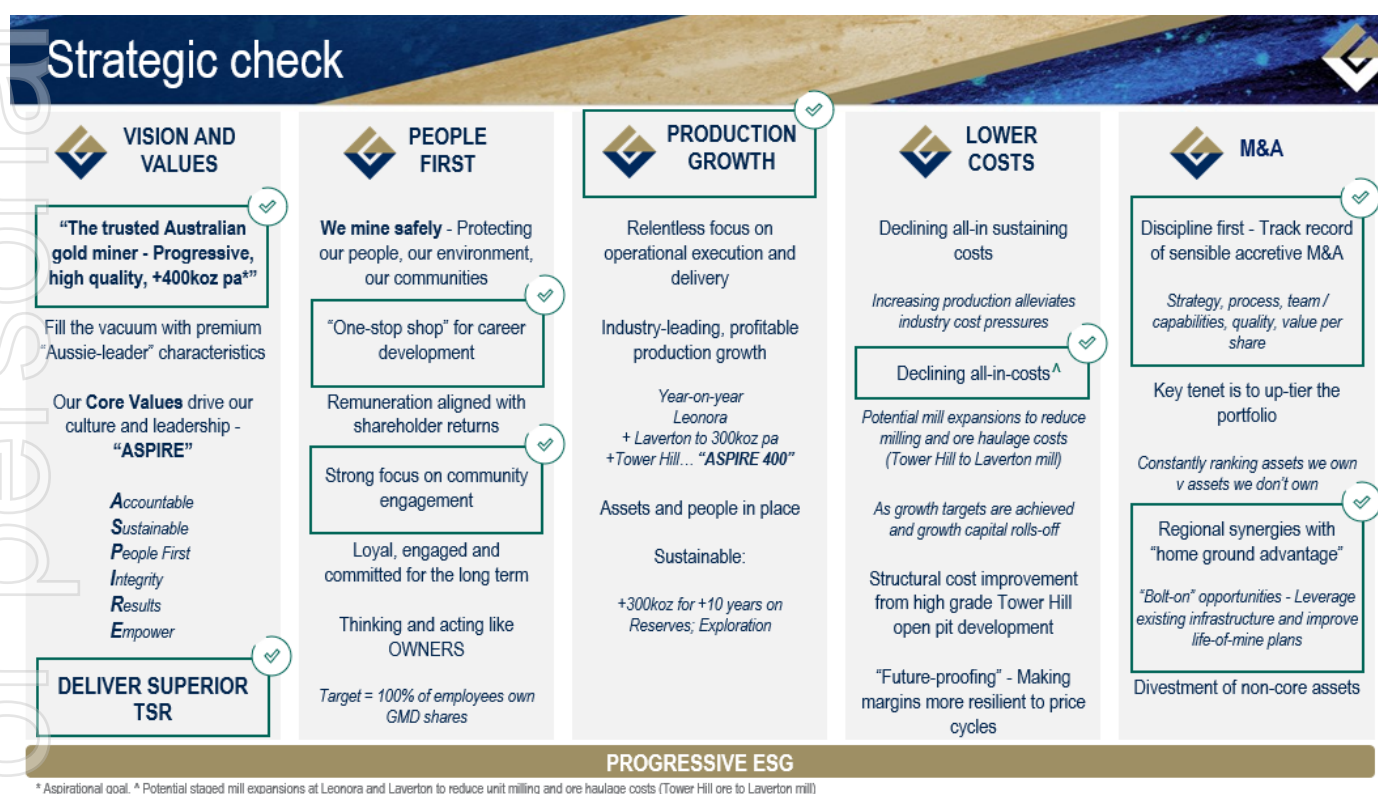 Strategic check
VISION AND
VALUES
“The trusted Australian
gold miner - Progressive,
high quality, +400koz pa*”
Fill the vacuum with premium
“Aussie-leader” characteristics
Our Core Values drive our
culture and leadership -
“ASPIRE”
Accountable
Sustainable
People First
Integrity
Results
Empower
DELIVER SUPERIOR
TSR
PEOPLE
FIRST
We mine safely - Protecting
our people, our environment,
our communities
“One-stop shop” for career
development
Remuneration aligned with
shareholder returns
Strong focus on community
engagement
Loyal, engaged and
committed for the long term
Thinking and acting like
OWNERS
Target = 100% of employees own
GMD shares
PRODUCTION
GROWTH
Relentless focus on
operational execution and
delivery
Industry-leading, profitable
production growth
Year-on-year
Leonora
+ Laverton to 300koz pa
+Tower Hill… “ASPIRE 400”
Assets and people in place
Sustainable:
+300koz for +10 years on
Reserves; Exploration
LOWER
COSTS
Declining all-in sustaining
costs
Increasing production alleviates
industry cost pressures
Declining all-in-costs^
Potential mill expansions to reduce
milling and ore haulage costs
(Tower Hill to Laverton mill)
As growth targets are achieved
and growth capital rolls-off
Structural cost improvement
from high grade Tower Hill
open pit development
“Future-proofing” - Making
margins more resilient to price
cycles
M&A
Discipline first - Track record
of sensible accretive M&A
Strategy, process, team /
capabilities, quality, value per
share
Key tenet is to up-tier the
portfolio
Constantly ranking assets we own
v assets we don’t own
Regional synergies with
“home ground advantage”
“Bolt-on” opportunities - Leverage
existing infrastructure and improve
life-of-mine plans
Divestment of non-core assets
PROGRESSIVE ESG
* Aspirational goal. ^ Potential staged mill expansions at Leonora and Laverton to reduce unit milling and ore haulage costs (Tower Hill ore to Laverton mill)
personal